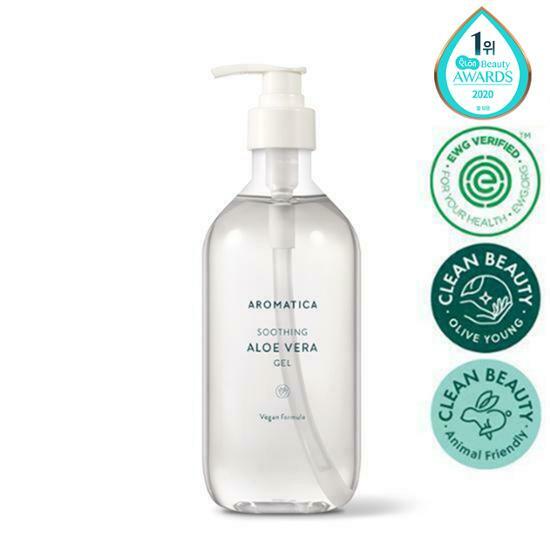 AROMATICA
SOOTHING
ALOE VERA
GEL
Vegan Formula
1위
Beauty
AWARDS
2020
EWG VERIFIED
™
• FOR YOUR HEALTH • EWG.ORG •
CLEAN BEAUTY
• OLIVE YOUNG •
CLEAN BEAUTY
• Animal Friendly •